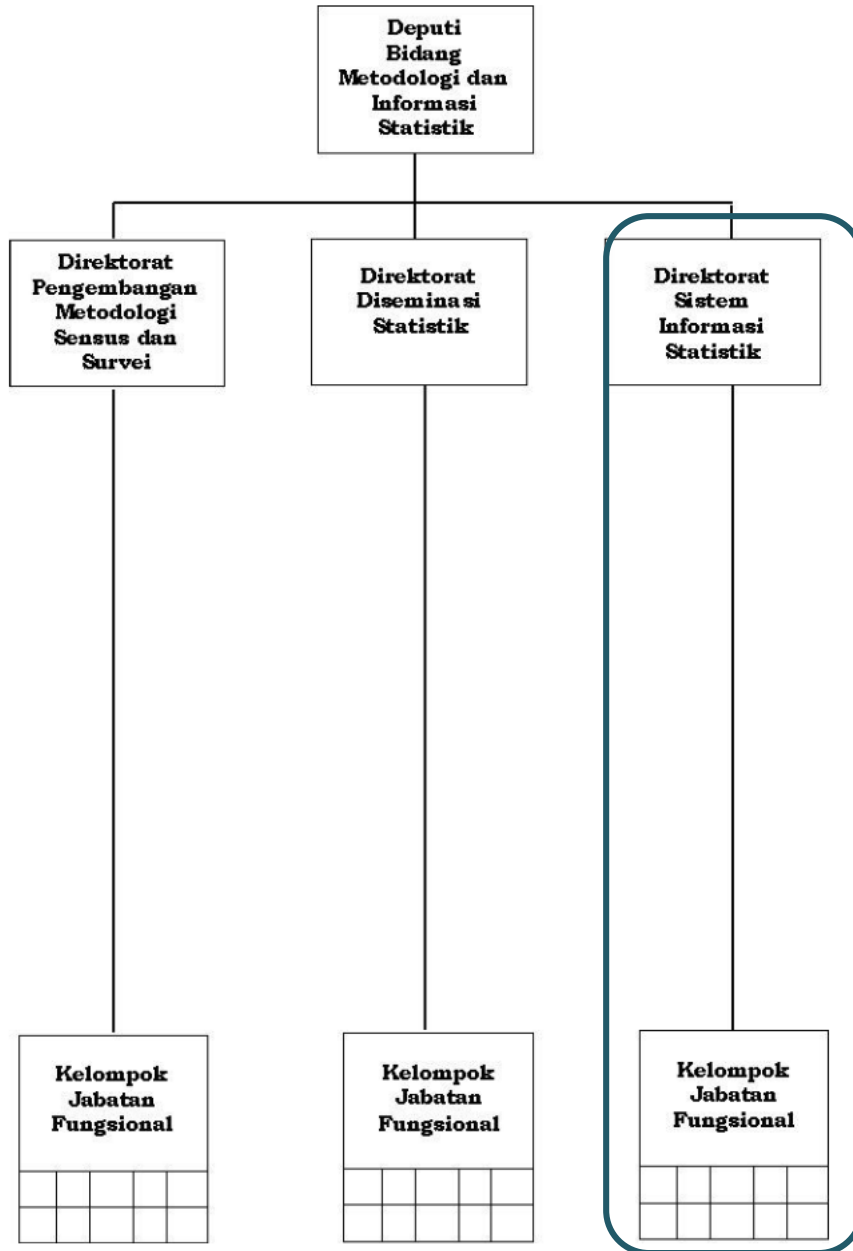 Deputi
Bidang
Metodologi dan
Informasi
Statistik
Direktorat
Pengembangan
Metodologi
Sensus dan
Survei
Direktorat
Diseminasi
Statistik
Direktorat
Sistem
Informasi
Statistik
Kelompok
Jabatan
Fungsional
Kelompok
Jabatan
Fungsional
Kelompok
Jabatan
Fungsional